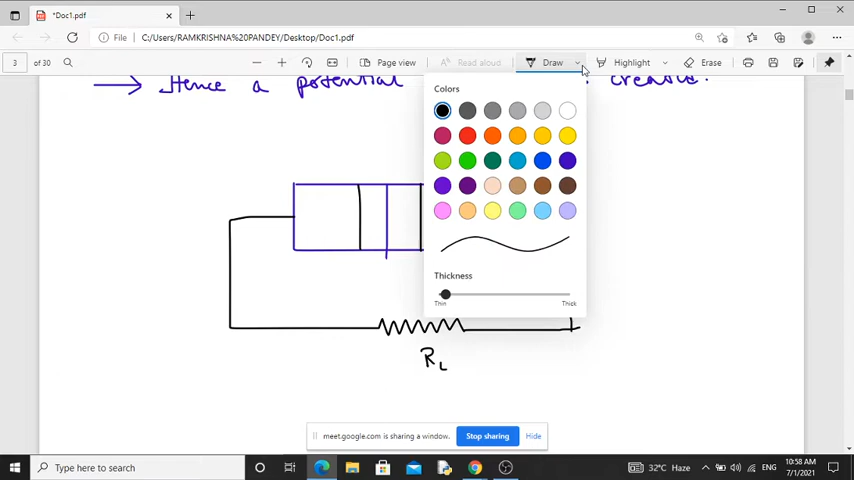 *Doc1.pdf
File C:/Users/RAMKRISHNA%20PANDEY/Desktop/Doc1.pdf
3 of 30 Page view Read aloud Draw Highlight Erase
Hence a potential
Colors
Thickness
Thin Thick
RL
meet.google.com is sharing a window. Stop sharing Hide
Type here to search
32°C Haze ENG 10:58 AM
7/1/2021